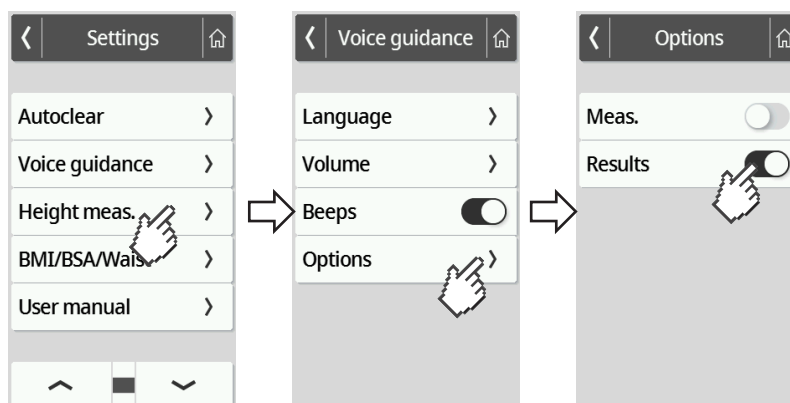 Settings
Autoclear
Voice guidance
Height meas.
BMI/BSA/Wais
User manual
Voice guidance
Language
Volume
Beeps
Options
Options
Meas.
Results